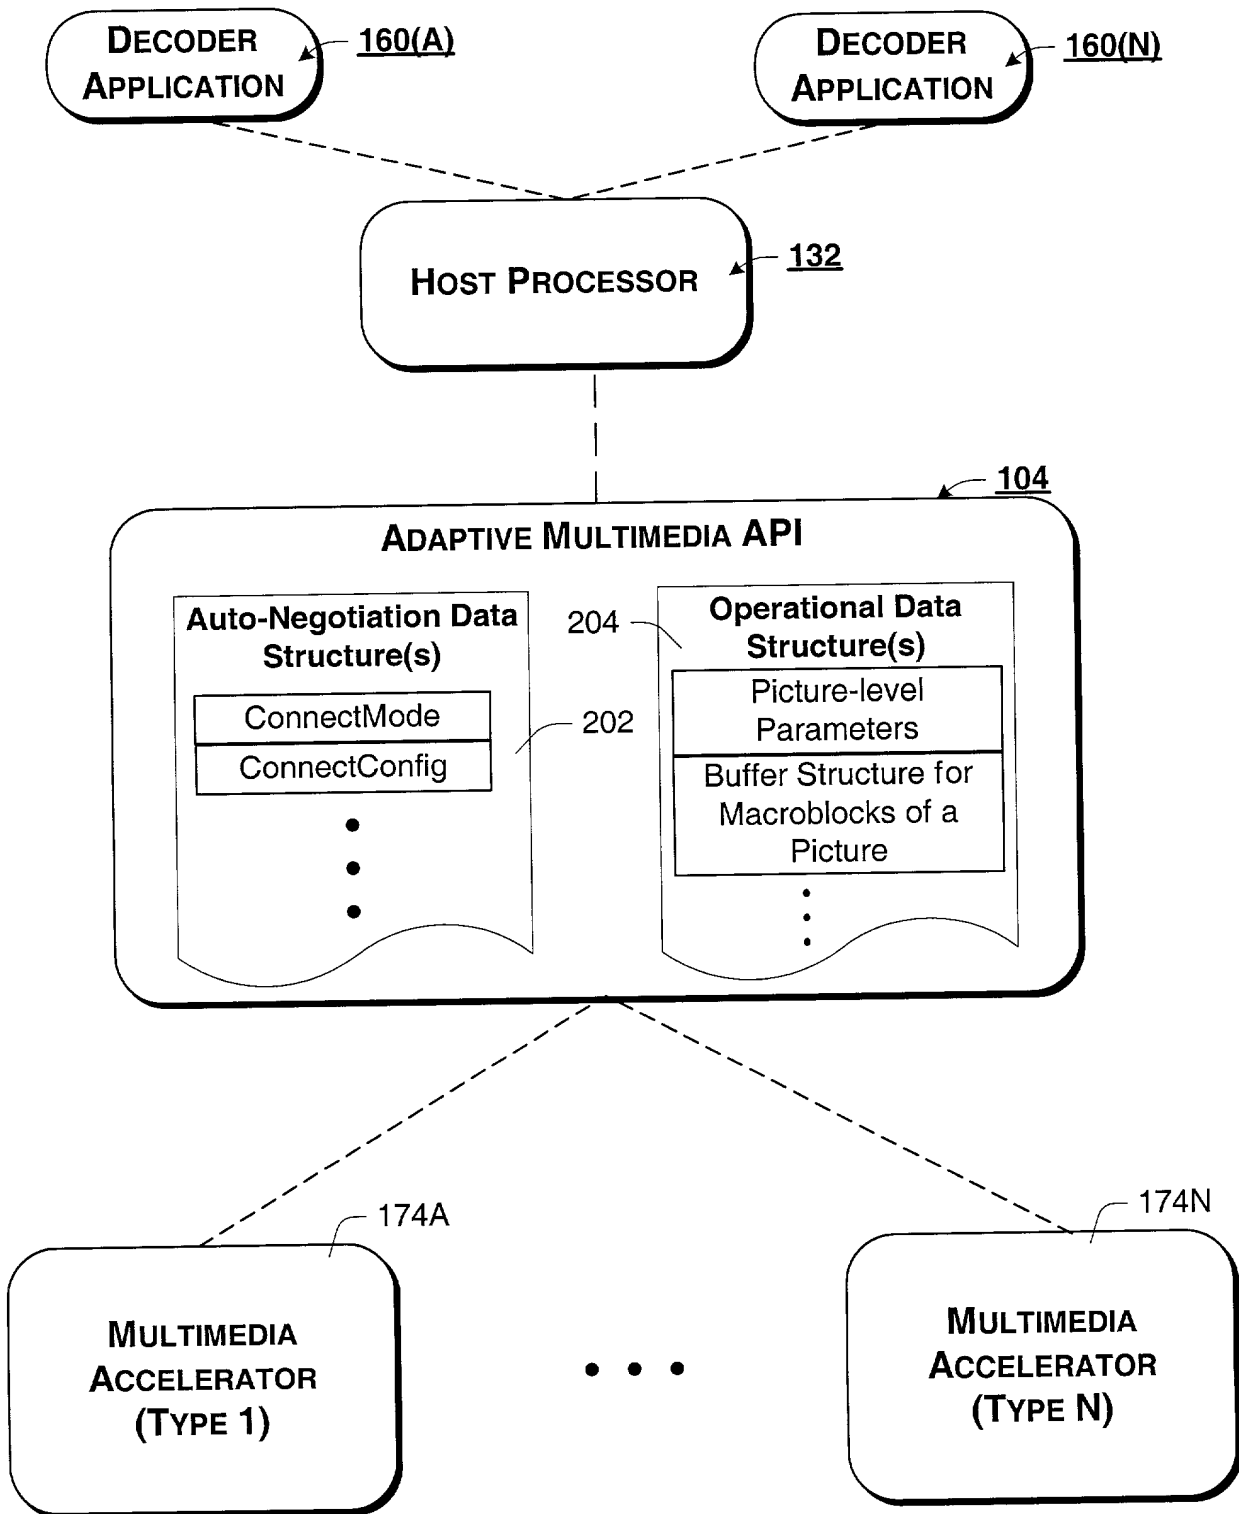 DECODER
APPLICATION
160(A)
DECODER
APPLICATION
160(N)
HOST PROCESSOR
132
104
ADAPTIVE MULTIMEDIA API
Auto-Negotiation Data
Structure(s)
ConnectMode
ConnectConfig
202
204
Operational Data
Structure(s)
Picture-level
Parameters
Buffer Structure for
Macroblocks of a
Picture
174A
MULTIMEDIA
ACCELERATOR
(TYPE 1)
174N
MULTIMEDIA
ACCELERATOR
(TYPE N)